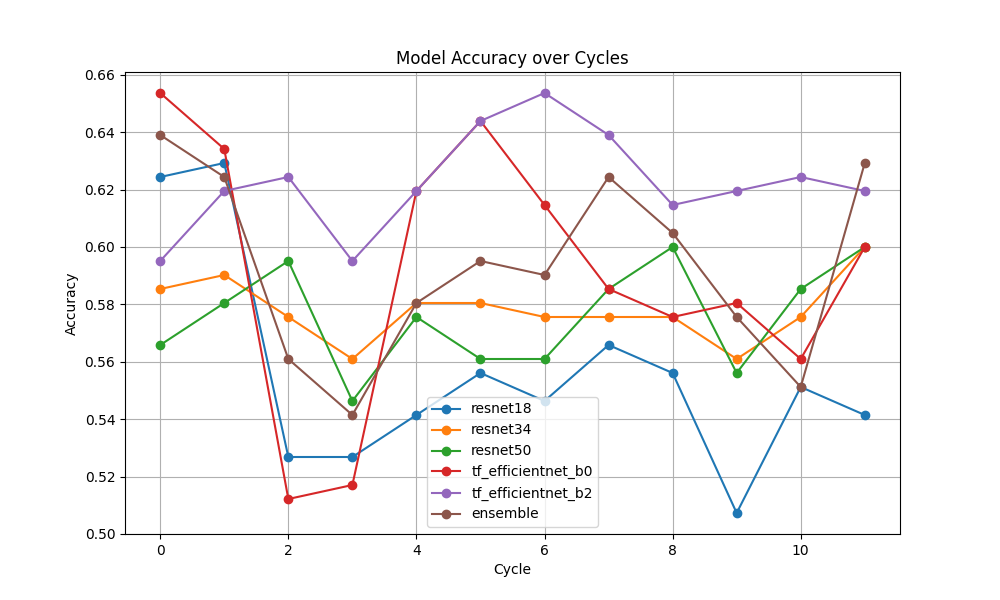 Model Accuracy over Cycles
Accuracy
0.66
0.64
0.62
0.60
0.58
0.56
0.54
0.52
0.50
resnet18
resnet34
resnet50
tf_efficientnet_b0
tf_efficientnet_b2
ensemble
0 2 4 6 8 10
Cycle